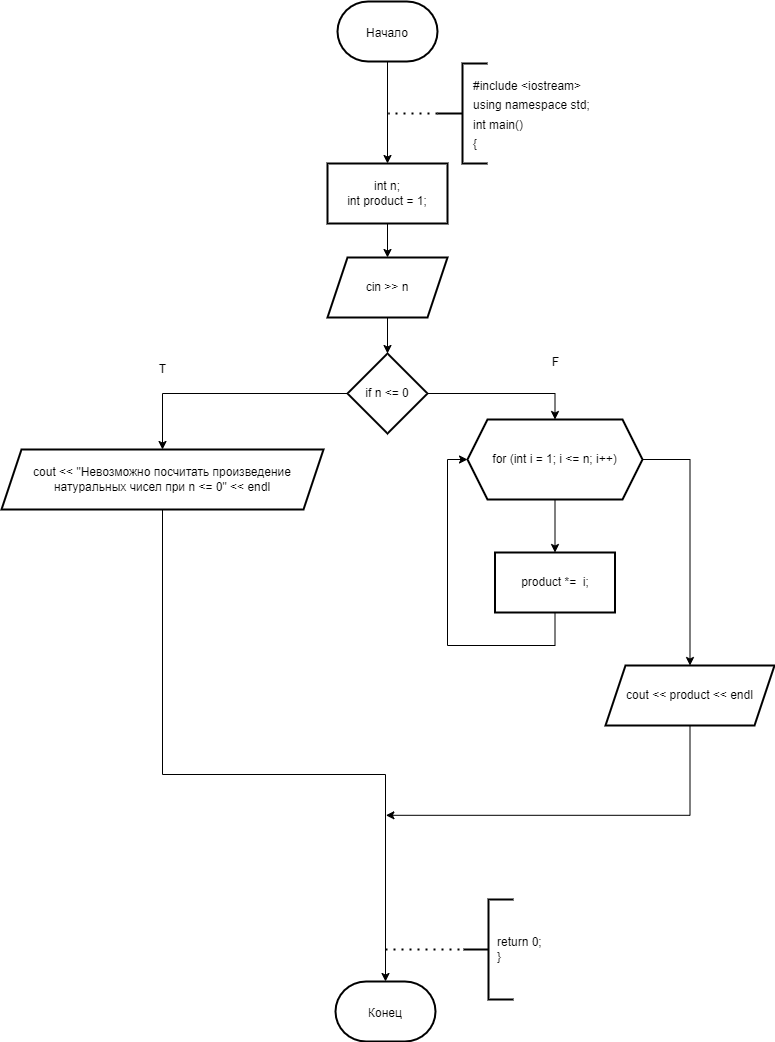 Начало
#include <iostream>
using namespace std;
int main()
{
int n;
int product = 1;
cin >> n
T
F
if n <= 0
cout << "Невозможно посчитать произведение
натуральных чисел при n <= 0" << endl
for (int i = 1; i <= n; i++)
product *= i;
cout << product << endl
return 0;
}
Конец